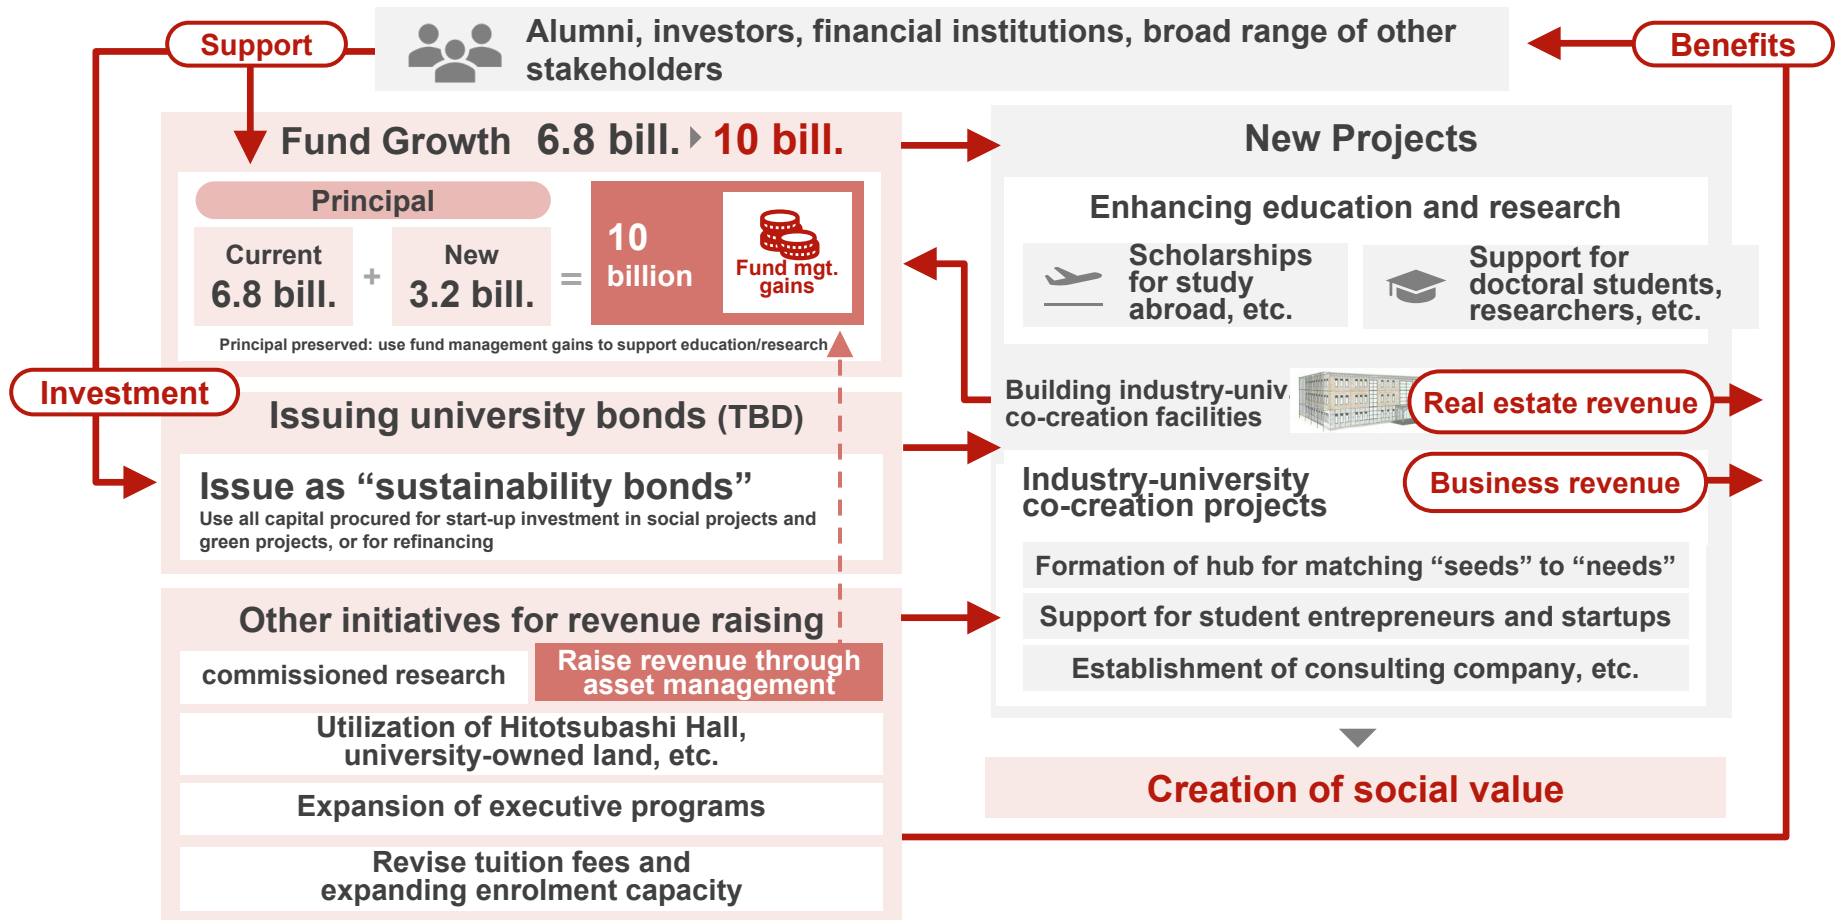 Support
Alumni, investors, financial institutions, broad range of other
stakeholders
Benefits
Fund Growth 6.8 bill. 10 bill.
Principal
Current
6.8 bill.
+
New
3.2 bill.
=
10
billion
Fund mgt.
gains
Principal preserved: use fund management gains to support education/research
Investment
Issuing university bonds (TBD)
Issue as “sustainability bonds”
Use all capital procured for start-up investment in social projects and
green projects, or for refinancing
Other initiatives for revenue raising
commissioned research
Raise revenue through
asset management
Utilization of Hitotsubashi Hall,
university-owned land, etc.
Expansion of executive programs
Revise tuition fees and
expanding enrolment capacity
New Projects
Enhancing education and research
Scholarships
for study
abroad, etc.
Support for
doctoral students,
researchers, etc.
Building industry-univ.
co-creation facilities
Real estate revenue
Industry-university
co-creation projects
Business revenue
Formation of hub for matching “seeds” to “needs”
Support for student entrepreneurs and startups
Establishment of consulting company, etc.
Creation of social value